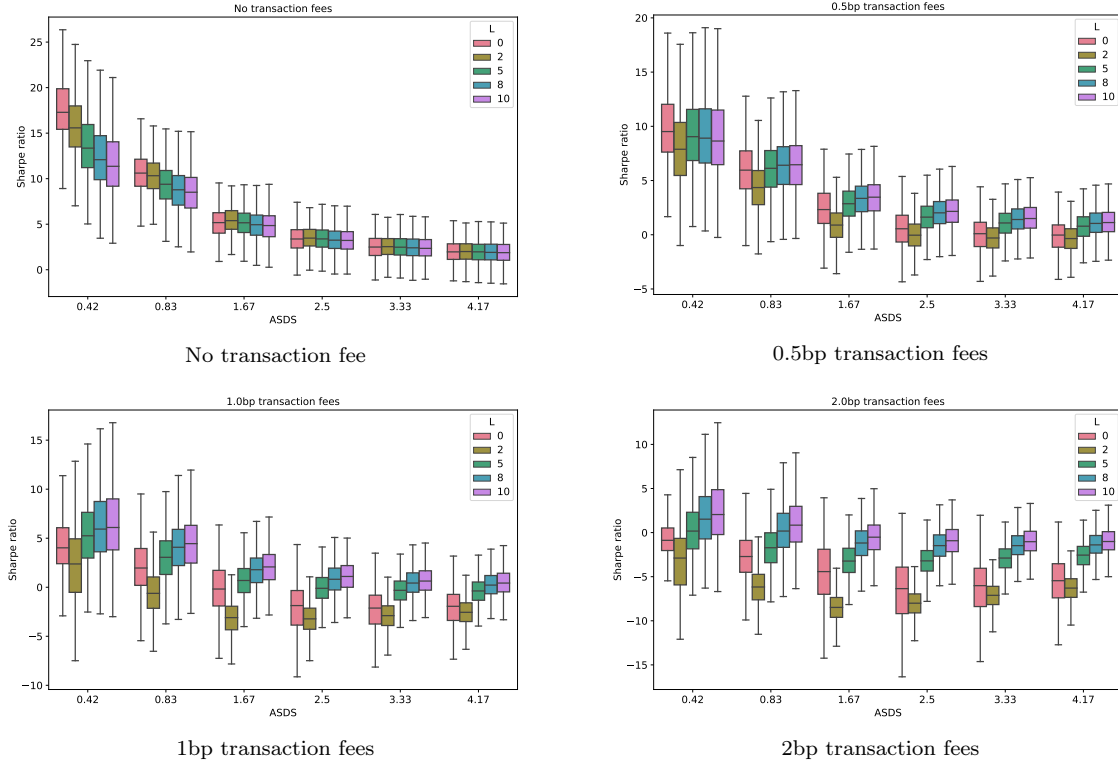 No transaction fees
Sharpe ratio
25
20
15
10
5
0
L
0
2
5
8
10
0.42 0.83 1.67 2.5 3.33 4.17
ASDS
No transaction fee
0.5bp transaction fees
Sharpe ratio
20
15
10
5
0
−5
L
0
2
5
8
10
0.42 0.83 1.67 2.5 3.33 4.17
ASDS
0.5bp transaction fees
1.0bp transaction fees
Sharpe ratio
15
10
5
0
−5
−10
L
0
2
5
8
10
0.42 0.83 1.67 2.5 3.33 4.17
ASDS
1bp transaction fees
2.0bp transaction fees
Sharpe ratio
10
5
0
−5
−10
−15
L
0
2
5
8
10
0.42 0.83 1.67 2.5 3.33 4.17
ASDS
2bp transaction fees